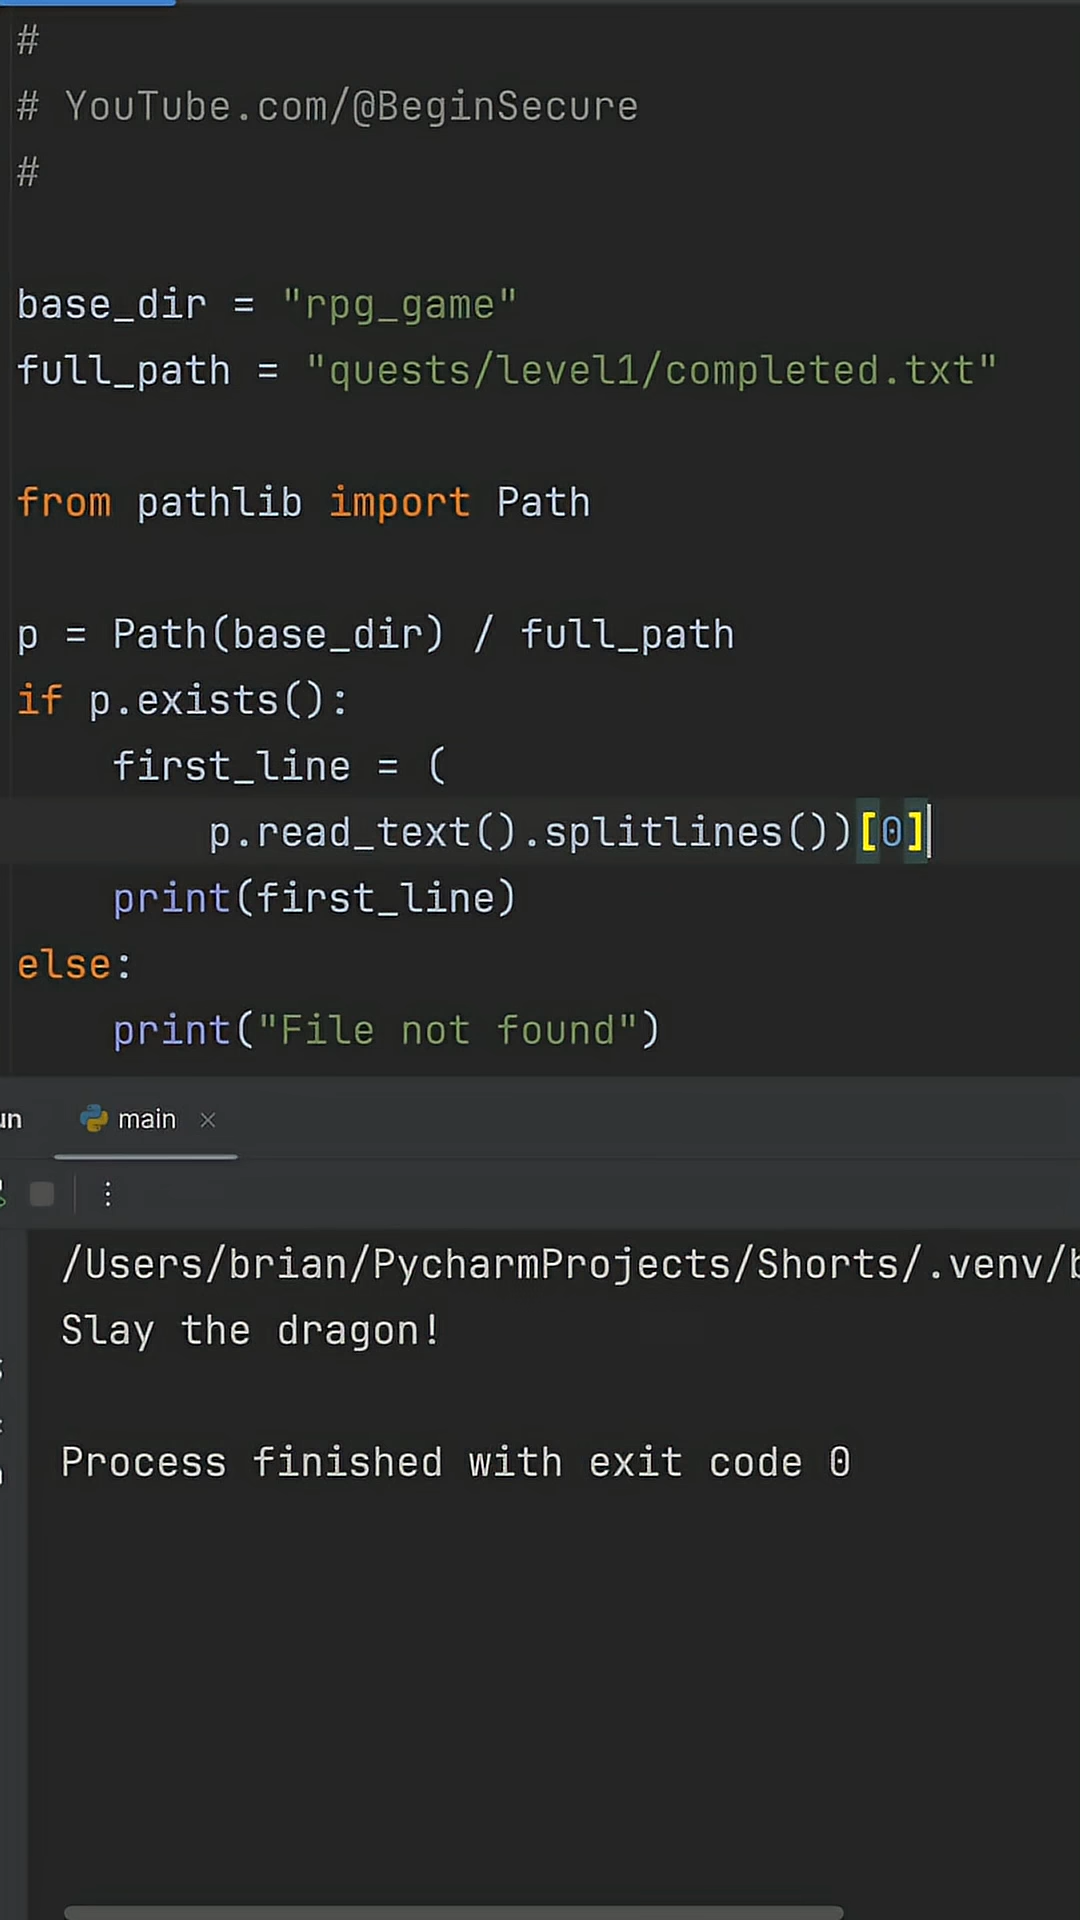 #
# YouTube.com/@BeginSecure
#
base_dir = "rpg_game"
full_path = "quests/level1/completed.txt"
from pathlib import Path
p = Path(base_dir) / full_path
if p.exists():
    first_line = (
        p.read_text().splitlines())[0]
    print(first_line)
else:
    print("File not found")
main
/Users/brian/PycharmProjects/Shorts/.venv/
Slay the dragon!
Process finished with exit code 0